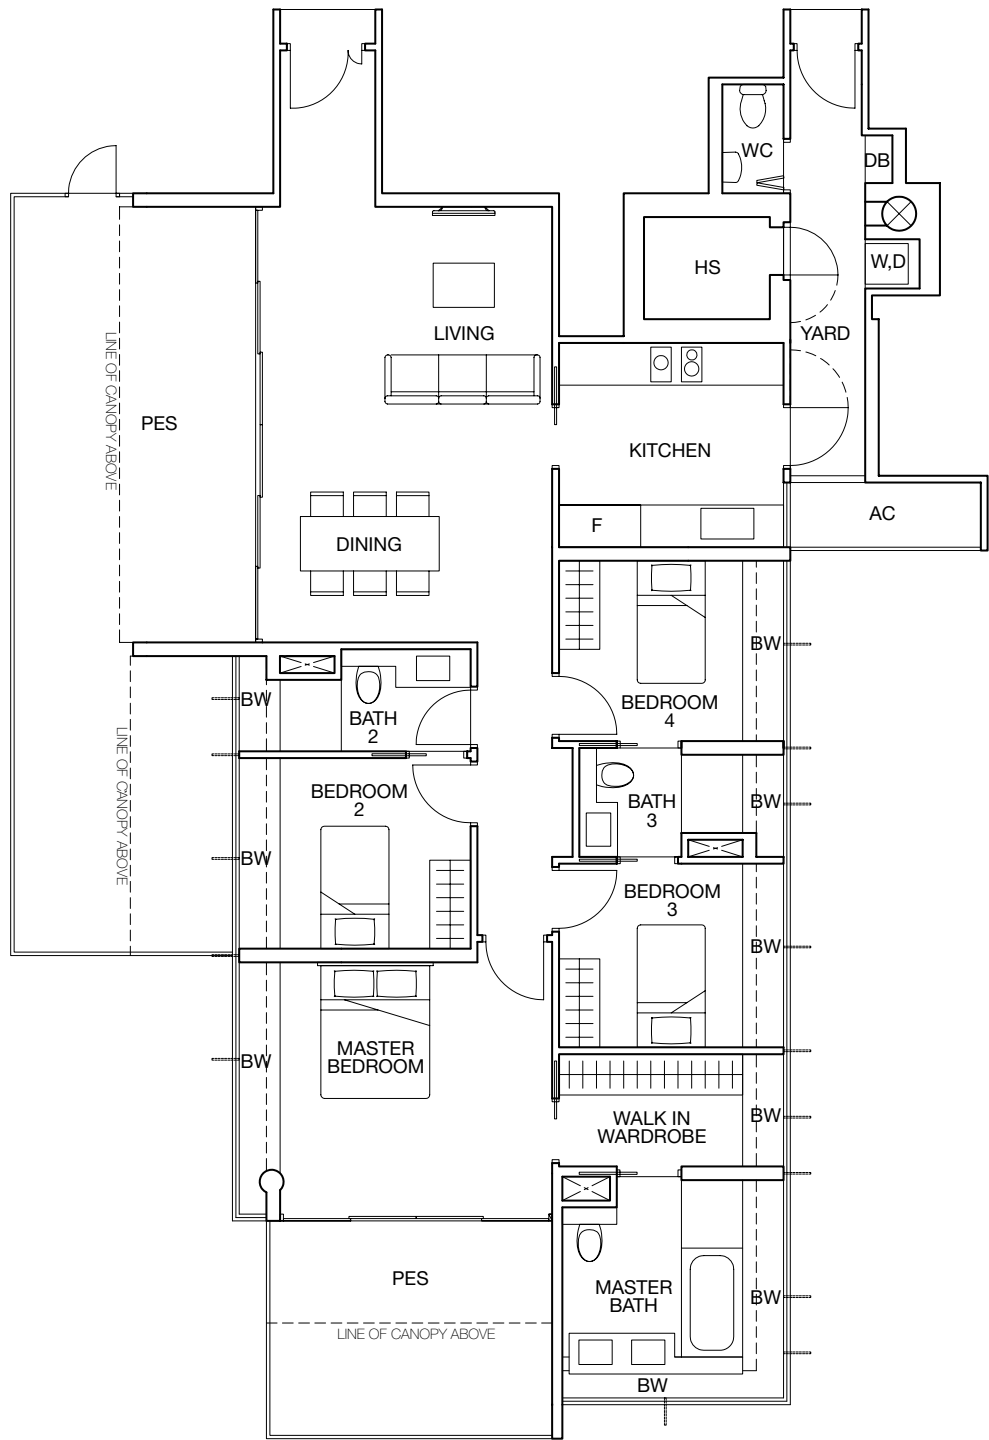 WC
DB
HS
W,D
LIVING
YARD
LINE OF CANOPY ABOVE
PES
KITCHEN
AC
F
DINING
BW
BW
BEDROOM
4
BATH
2
LINE OF CANOPY ABOVE
BEDROOM
2
BATH
3
BW
BW
BEDROOM
3
BW
MASTER
BEDROOM
BW
WALK IN
WARDROBE
BW
PES
MASTER
BATH
BW
LINE OF CANOPY ABOVE
BW